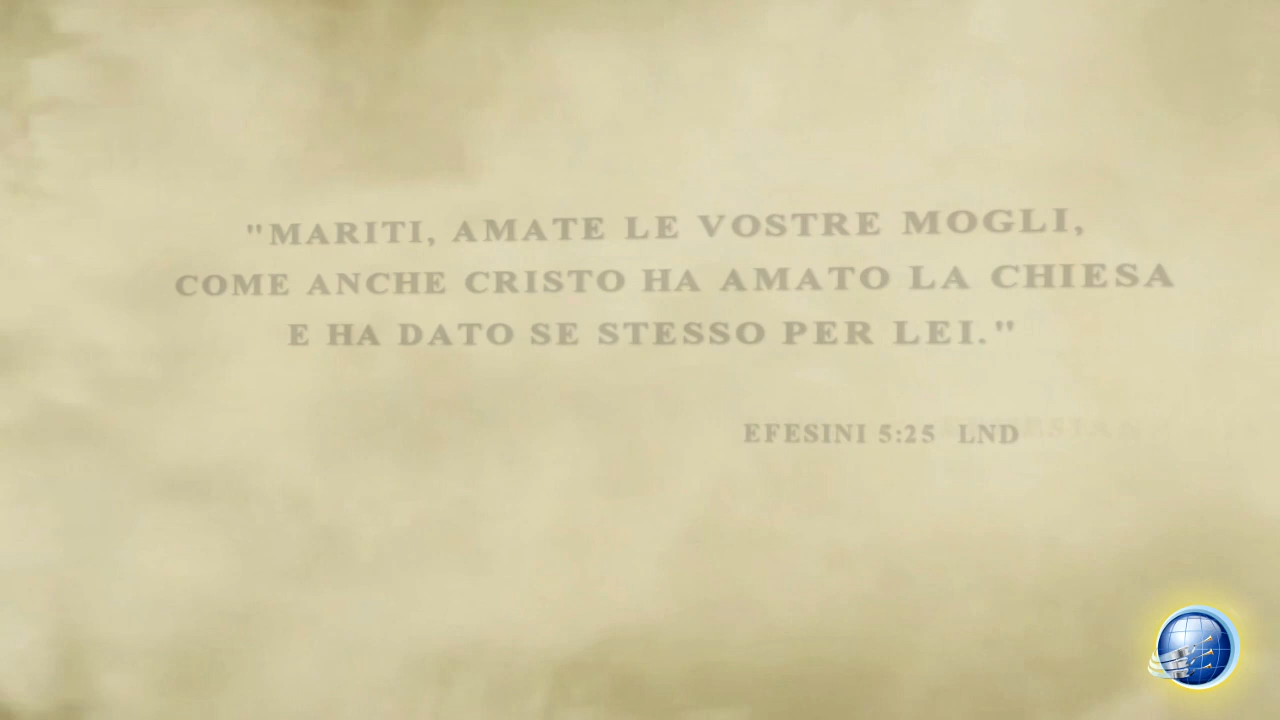 "MARITI, AMATE LE VOSTRE MOGLI,
COME ANCHE CRISTO HA AMATO LA CHIESA
E HA DATO SE STESSO PER LEI."
EFESINI 5:25 LND